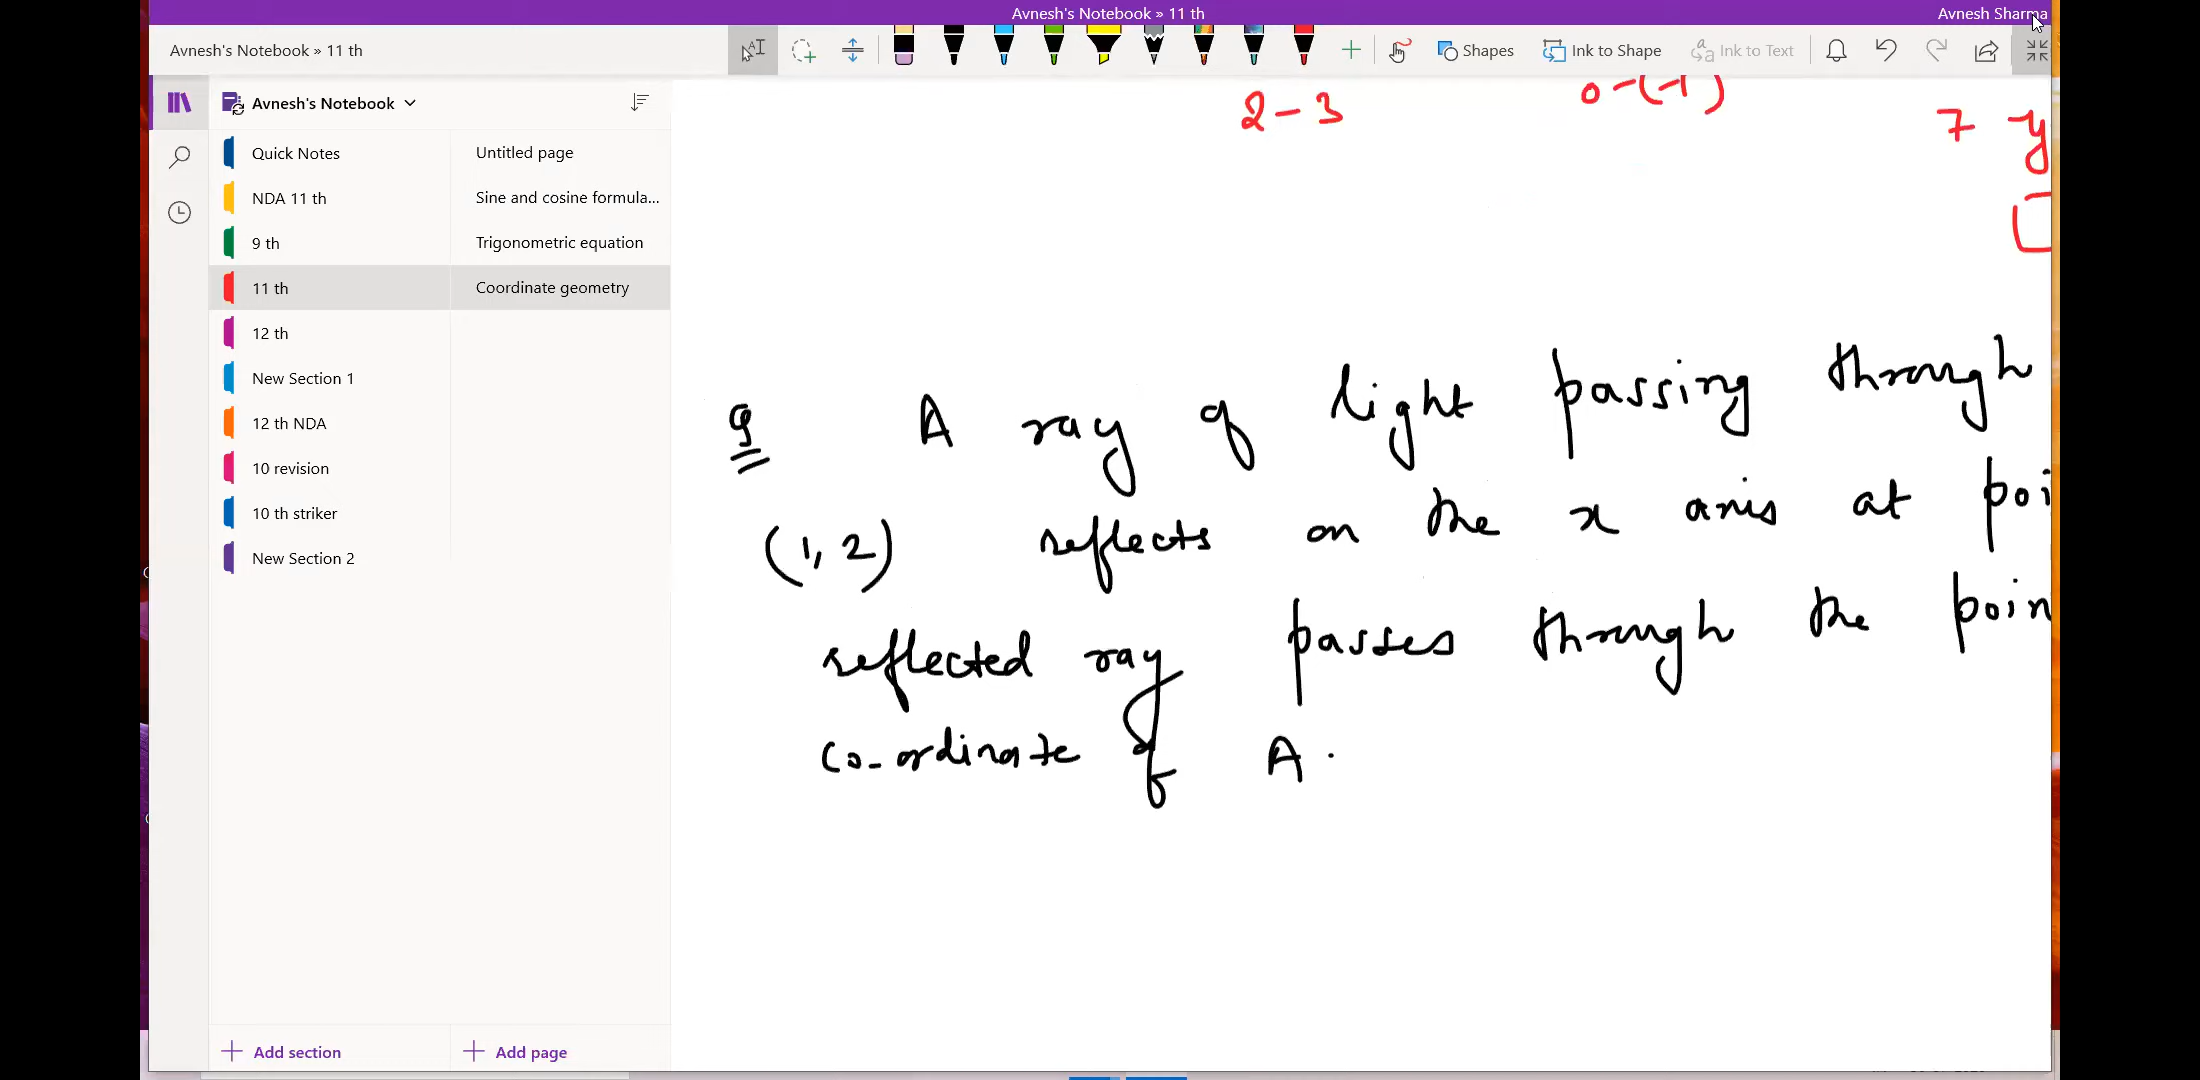 Avnesh's Notebook » 11 th
Avnesh Sharma
Avnesh's Notebook » 11 th
Shapes
Ink to Shape
Ink to Text
Avnesh's Notebook
Quick Notes
NDA 11 th
9 th
11 th
12 th
New Section 1
12 th NDA
10 revision
10 th striker
New Section 2
Add section
Untitled page
Sine and cosine formula...
Trigonometric equation
Coordinate geometry
Add page
2 - 3
0 - (-1)
7 y
Q A ray of light passing through
(1, 2) reflects on the x axis at poi
reflected ray passes through the poin
co-ordinate of A.